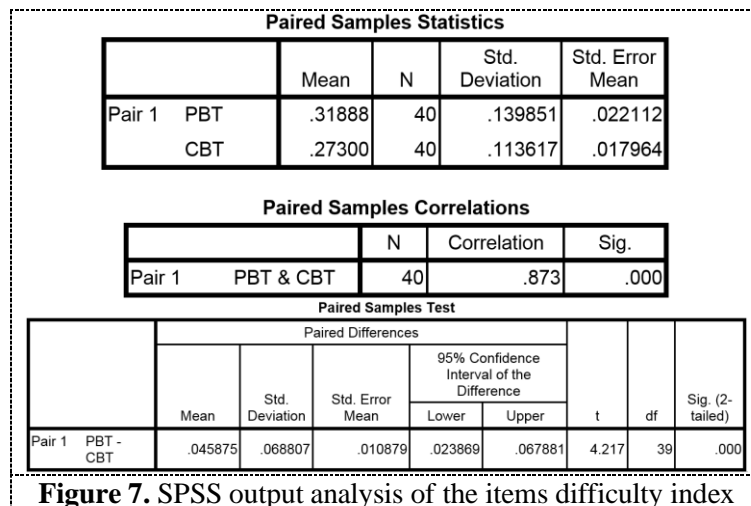 Paired Samples Statistics
Mean N Std. Deviation Std. Error Mean
Pair 1 PBT .31888 40 .139851 .022112
CBT .27300 40 .113617 .017964
Paired Samples Correlations
N Correlation Sig.
Pair 1 PBT & CBT 40 .873 .000
Paired Samples Test
Paired Differences
95% Confidence Interval of the Difference
Mean Std. Deviation Std. Error Mean Lower Upper t df Sig. (2-tailed)
Pair 1 PBT - CBT .045875 .068807 .010879 .023869 .067881 4.217 39 .000
Figure 7. SPSS output analysis of the items difficulty index